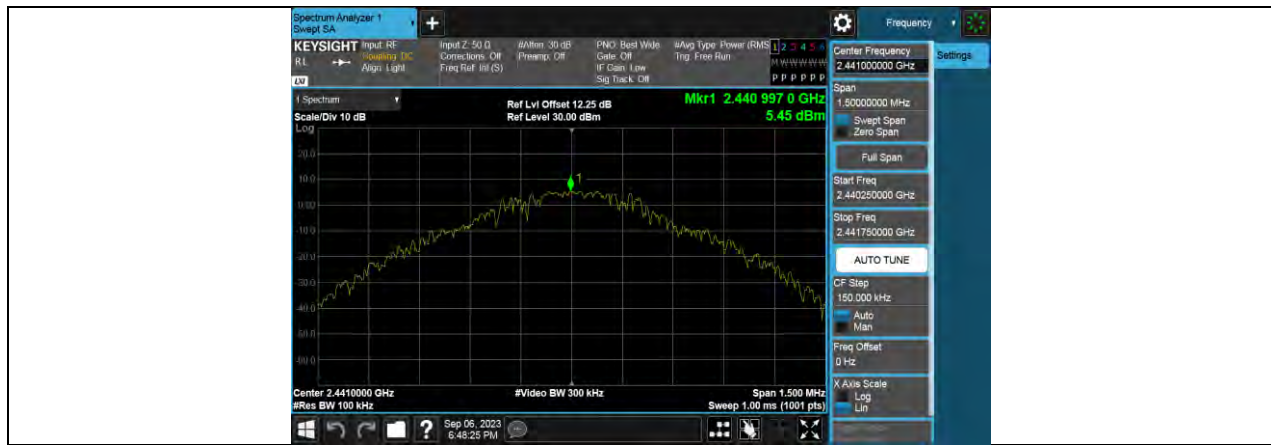 Spectrum Analyzer 1
Swept SA
Frequency
KEYSIGHT
RL
LXI
Input: RF
Coupling: DC
Align: Light
Input Z: 50 Ω
Corrections: Off
Freq Ref: Int (S)
#Atten: 30 dB
Preamp: Off
PNO: Best Wide
Gate: Off
IF Gain: Low
Sig Track: Off
#Avg Type: Power (RMS
Trig: Free Run
1 2 3 4 5 6
M W W W W W
P P P P P P
1 Spectrum
Scale/Div 10 dB
Ref Lvl Offset 12.25 dB
Ref Level 30.00 dBm
Mkr1 2.440 997 0 GHz
5.45 dBm
Log
20.0
10.0
0.00
-10.0
-20.0
-30.0
-40.0
-50.0
-60.0
1
Center 2.4410000 GHz
#Res BW 100 kHz
#Video BW 300 kHz
Span 1.500 MHz
Sweep 1.00 ms (1001 pts)
Center Frequency
2.441000000 GHz
Settings
Span
1.50000000 MHz
Swept Span
Zero Span
Full Span
Start Freq
2.440250000 GHz
Stop Freq
2.441750000 GHz
AUTO TUNE
CF Step
150.000 kHz
Auto
Man
Freq Offset
0 Hz
X Axis Scale
Log
Lin
Sep 06, 2023
6:48:25 PM